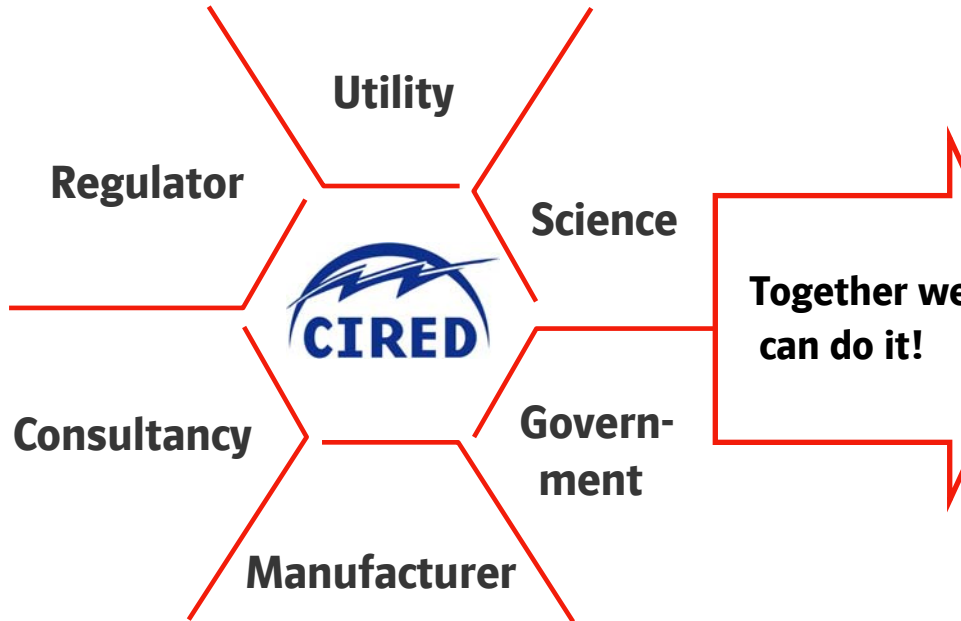 Utility
Regulator
Science
CIRED
Together we
can do it!
Consultancy
Govern-
ment
Manufacturer